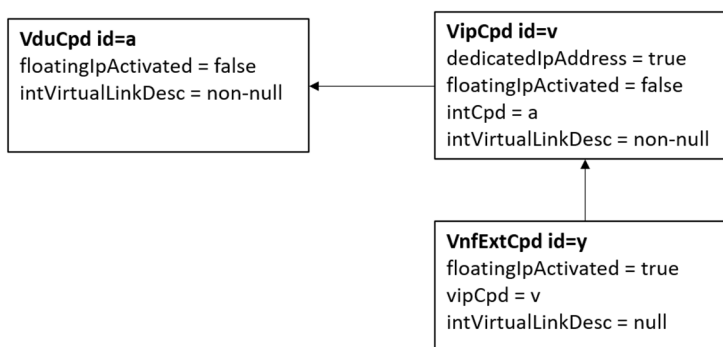 VduCpd id=a
floatingIpActivated = false
intVirtualLinkDesc = non-null
VipCpd id=v
dedicatedIpAddress = true
floatingIpActivated = false
intCpd = a
intVirtualLinkDesc = non-null
VnfExtCpd id=y
floatingIpActivated = true
vipCpd = v
intVirtualLinkDesc = null